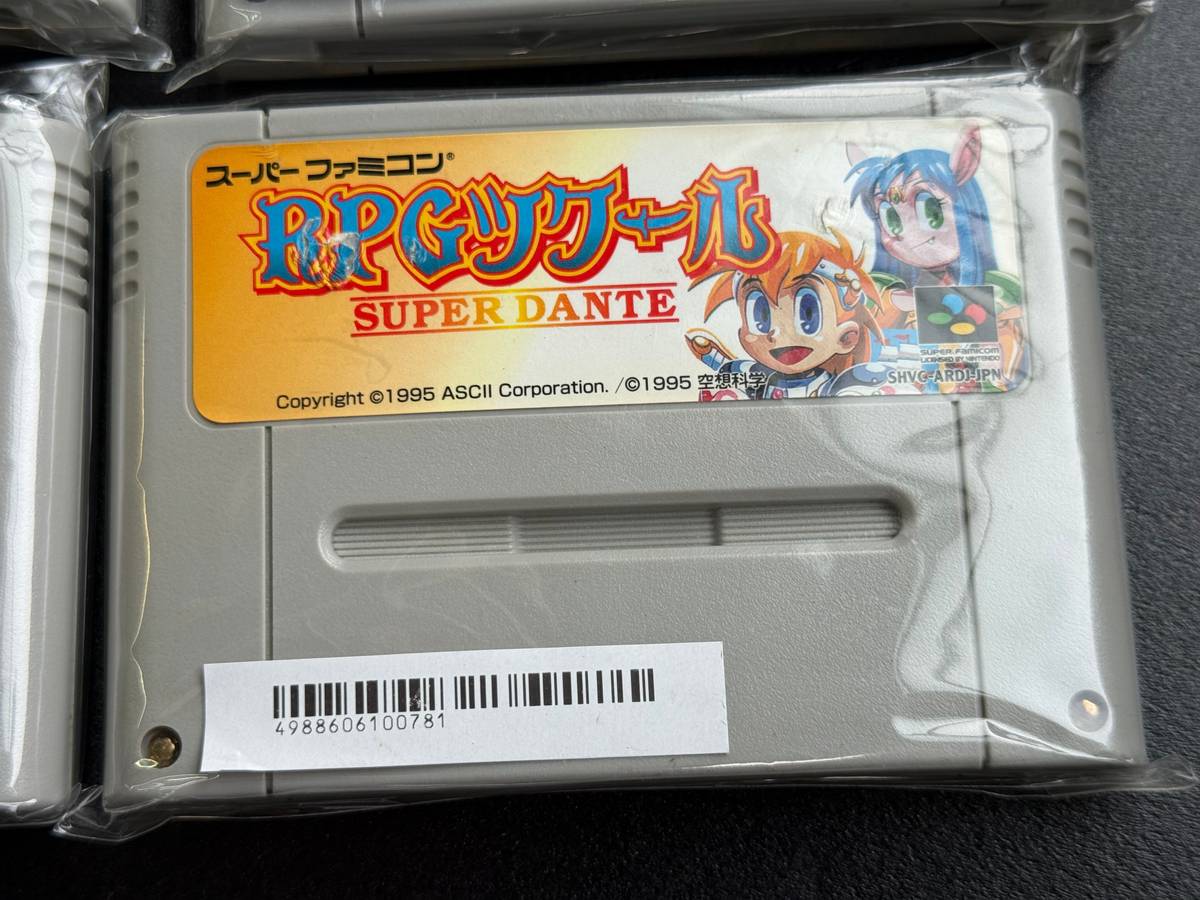 スーパーファミコン®
RPGツクール
SUPER DANTE
SUPER FAMICOM
LICENSED BY NINTENDO
SHVC-ARDJ-JPN
Copyright ©1995 ASCII Corporation. /©1995 空想科学
4988606100781